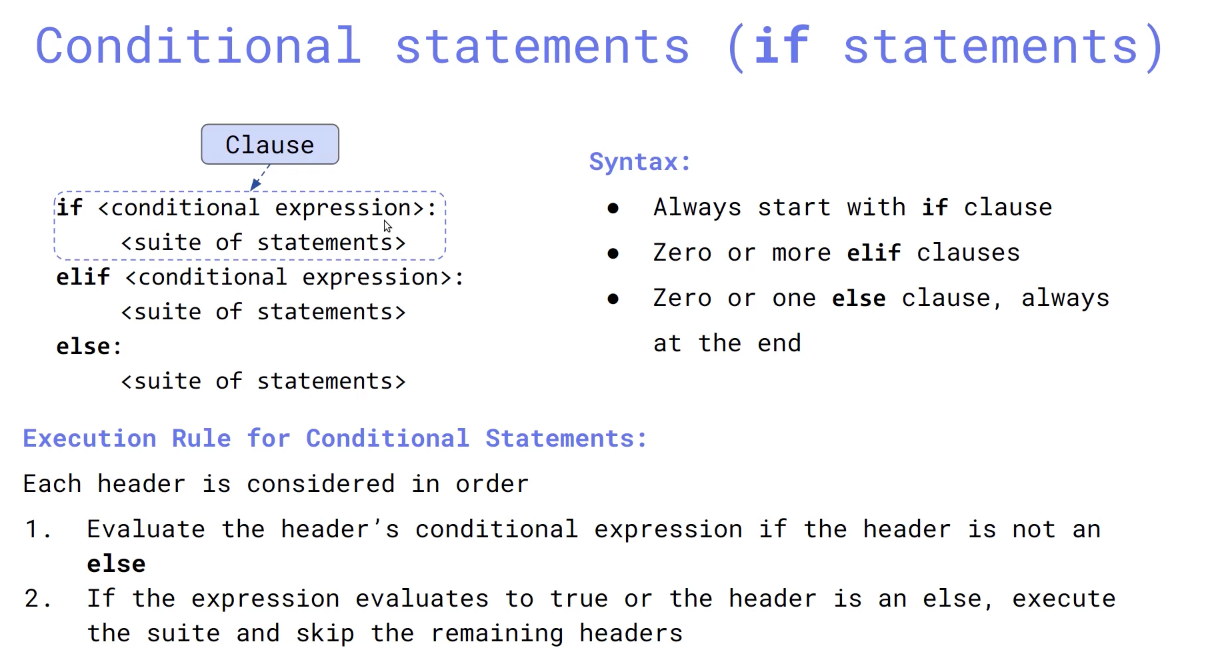 Conditional statements (if statements)
Clause
if <conditional expression>:
<suite of statements>
elif <conditional expression>:
<suite of statements>
else:
<suite of statements>
Syntax:
● Always start with if clause
● Zero or more elif clauses
● Zero or one else clause, always
at the end
Execution Rule for Conditional Statements:
Each header is considered in order
1. Evaluate the header’s conditional expression if the header is not an
else
2. If the expression evaluates to true or the header is an else, execute
the suite and skip the remaining headers